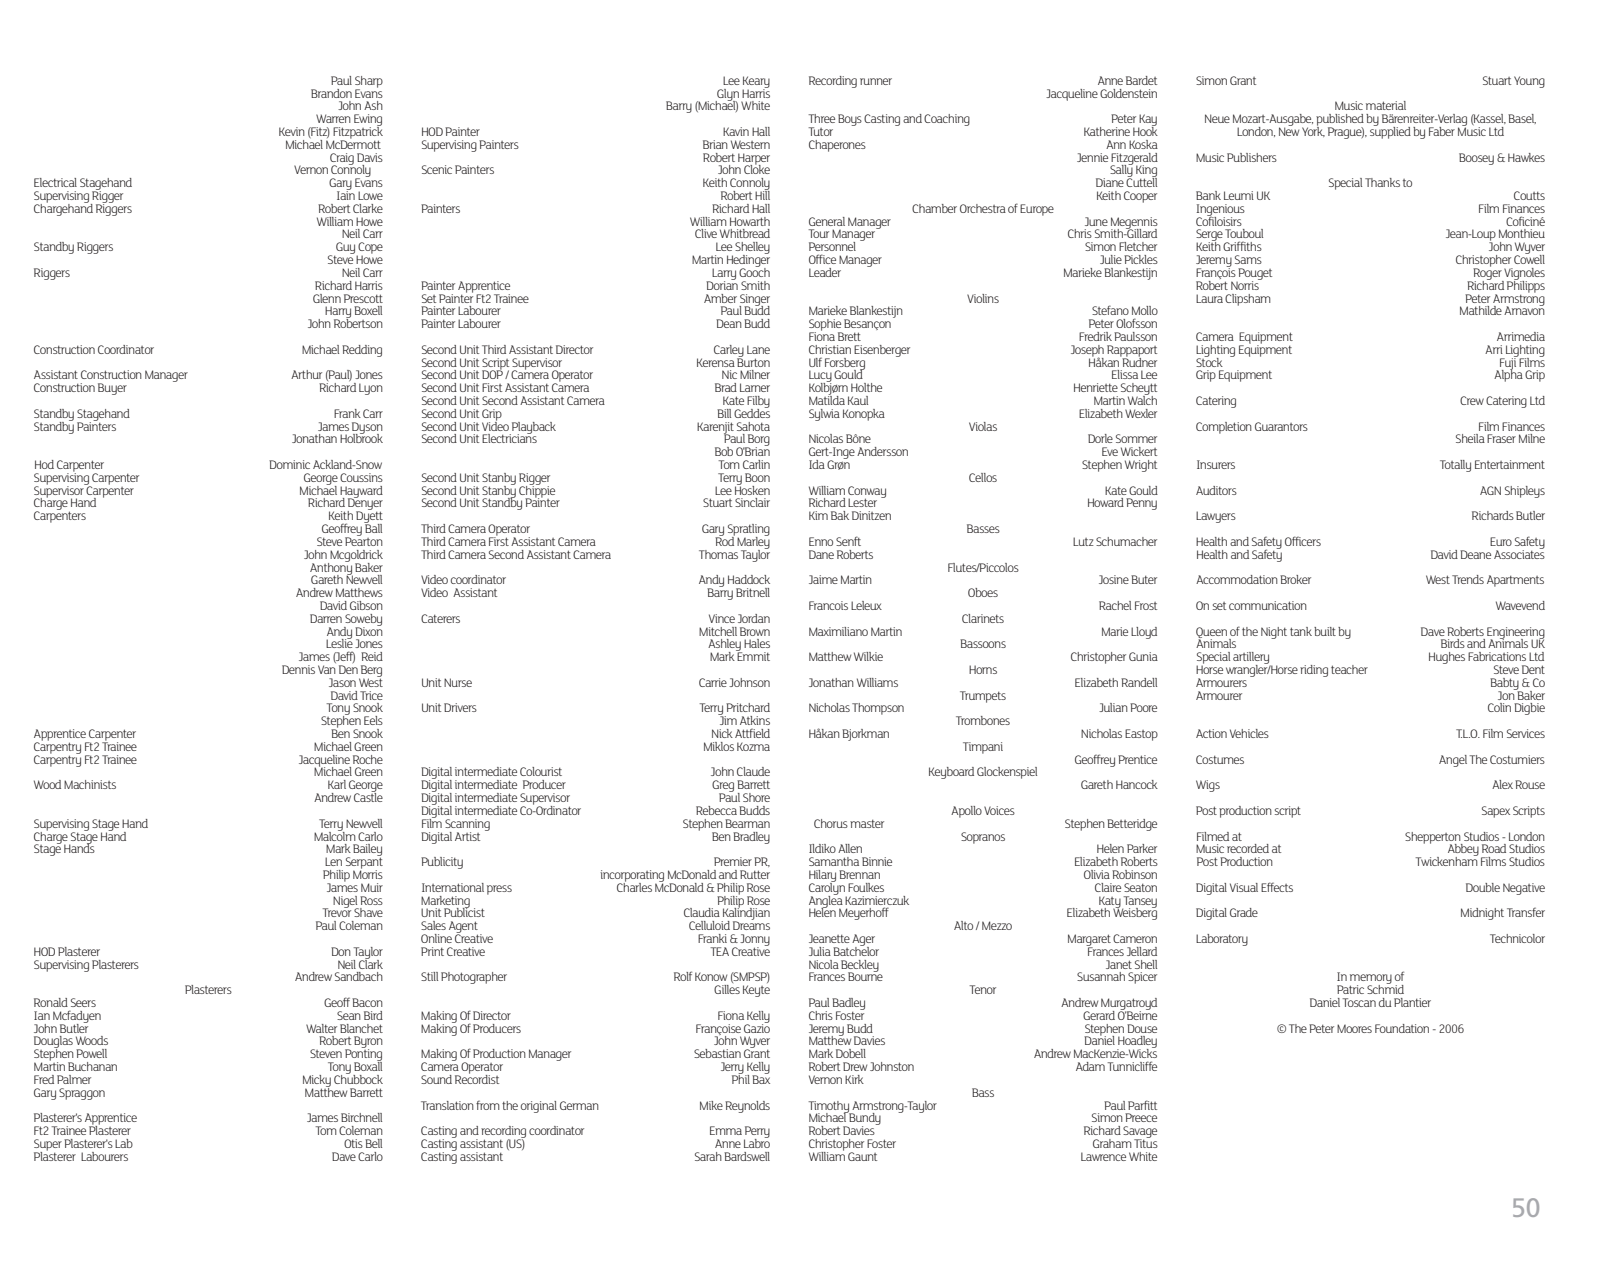 Paul Sharp
Brandon Evans
John Ash
Warren Ewing
Kevin (Fitz) Fitzpatrick
Michael McDermott
Craig Davis
Vernon Connoly
Electrical Stagehand Gary Evans
Supervising Rigger Iain Lowe
Chargehand Riggers Robert Clarke
William Howe
Neil Carr
Standby Riggers Guy Cope
Steve Howe
Riggers Neil Carr
Richard Harris
Glenn Prescott
Harry Boxell
John Robertson
Construction Coordinator Michael Redding
Assistant Construction Manager Arthur (Paul) Jones
Construction Buyer Richard Lyon
Standby Stagehand Frank Carr
Standby Painters James Dyson
Jonathan Holbrook
Hod Carpenter Dominic Ackland-Snow
Supervising Carpenter George Coussins
Supervisor Carpenter Michael Hayward
Charge Hand Richard Denyer
Carpenters Keith Dyett
Geoffrey Ball
Steve Pearton
John Mcgoldrick
Anthony Baker
Gareth Newvell
Andrew Matthews
David Gibson
Darren Soweby
Andy Dixon
Leslie Jones
James (Jeff) Reid
Dennis Van Den Berg
Jason West
David Trice
Tony Snook
Stephen Eels
Apprentice Carpenter Ben Snook
Carpentry Ft2 Trainee Michael Green
Carpentry Ft2 Trainee Jacqueline Roche
Michael Green
Wood Machinists Karl George
Andrew Castle
Supervising Stage Hand Terry Newvell
Charge Stage Hand Malcolm Carlo
Stage Hands Mark Bailey
Len Serpant
Philip Morris
James Muir
Nigel Ross
Trevor Shave
Paul Coleman
HOD Plasterer Don Taylor
Supervising Plasterers Neil Clark
Andrew Sandbach
Plasterers
Ronald Seers Geoff Bacon
Ian Mcfadyen Sean Bird
John Butler Walter Blanchet
Douglas Woods Robert Byron
Stephen Powell Steven Ponting
Martin Buchanan Tony Boxall
Fred Palmer Micky Chubbock
Gary Spraggon Matthew Barrett
Plasterer's Apprentice James Birchnell
Ft2 Trainee Plasterer Tom Coleman
Super Plasterer's Lab Otis Bell
Plasterer Labourers Dave Carlo
Lee Keary
Glyn Harris
Barry (Michael) White
HOD Painter Kavin Hall
Supervising Painters Brian Western
Robert Harper
Scenic Painters John Cloke
Keith Connoly
Robert Hill
Painters Richard Hall
William Howarth
Clive Whitbread
Lee Shelley
Martin Hedinger
Larry Gooch
Painter Apprentice Dorian Smith
Set Painter Ft2 Trainee Amber Singer
Painter Labourer Paul Budd
Painter Labourer Dean Budd
Second Unit Third Assistant Director Carley Lane
Second Unit Script Supervisor Kerensa Burton
Second Unit DOP / Camera Operator Nic Milner
Second Unit First Assistant Camera Brad Larner
Second Unit Second Assistant Camera Kate Filby
Second Unit Grip Bill Geddes
Second Unit Video Playback Karenjit Sahota
Second Unit Electricians Paul Borg
Bob O'Brian
Tom Carlin
Second Unit Stanby Rigger Terry Boon
Second Unit Stanby Chippie Lee Hosken
Second Unit Standby Painter Stuart Sinclair
Third Camera Operator Gary Spratling
Third Camera First Assistant Camera Rod Marley
Third Camera Second Assistant Camera Thomas Taylor
Video coordinator Andy Haddock
Video Assistant Barry Britnell
Caterers Vince Jordan
Mitchell Brown
Ashley Hales
Mark Emmit
Unit Nurse Carrie Johnson
Unit Drivers Terry Pritchard
Jim Atkins
Nick Attfield
Miklos Kozma
Digital intermediate Colourist John Claude
Digital intermediate Producer Greg Barrett
Digital intermediate Supervisor Paul Shore
Digital intermediate Co-Ordinator Rebecca Budds
Film Scanning Stephen Bearman
Digital Artist Ben Bradley
Publicity Premier PR,
incorporating McDonald and Rutter
International press Charles McDonald & Philip Rose
Marketing Philip Rose
Unit Publicist Claudia Kalindjian
Sales Agent Celluloid Dreams
Online Creative Franki & Jonny
Print Creative TEA Creative
Still Photographer Rolf Konow (SMPSP)
Gilles Keyte
Making Of Director Fiona Kelly
Making Of Producers Françoise Gazio
John Wyver
Making Of Production Manager Sebastian Grant
Camera Operator Jerry Kelly
Sound Recordist Phil Bax
Translation from the original German Mike Reynolds
Casting and recording coordinator Emma Perry
Casting assistant (US) Anne Labro
Casting assistant Sarah Bardswell
Recording runner Anne Bardet
Jacqueline Goldenstein
Three Boys Casting and Coaching Peter Kay
Tutor Katherine Hook
Chaperones Ann Koska
Jennie Fitzgerald
Sally King
Diane Cuttell
Keith Cooper
Chamber Orchestra of Europe
General Manager June Megennis
Tour Manager Chris Smith-Gillard
Personnel Simon Fletcher
Office Manager Julie Pickles
Leader Marieke Blankestijn
Violins
Marieke Blankestijn Stefano Mollo
Sophie Besançon Peter Olofsson
Fiona Brett Fredrik Paulsson
Christian Eisenberger Joseph Rappaport
Ulf Forsberg Håkan Rudner
Lucy Gould Elissa Lee
Kolbjørn Holthe Henriette Scheytt
Matilda Kaul Martin Walch
Sylwia Konopka Elizabeth Wexler
Violas
Nicolas Bône Dorle Sommer
Gert-Inge Andersson Eve Wickert
Ida Grøn Stephen Wright
Cellos
William Conway Kate Gould
Richard Lester Howard Penny
Kim Bak Dinitzen
Basses
Enno Senft Lutz Schumacher
Dane Roberts
Flutes/Piccolos
Jaime Martin Josine Buter
Oboes
Francois Leleux Rachel Frost
Clarinets
Maximiliano Martin Marie Lloyd
Bassoons
Matthew Wilkie Christopher Gunia
Horns
Jonathan Williams Elizabeth Randell
Trumpets
Nicholas Thompson Julian Poore
Trombones
Håkan Bjorkman Nicholas Eastop
Timpani
Geoffrey Prentice
Keyboard Glockenspiel
Gareth Hancock
Apollo Voices
Chorus master Stephen Betteridge
Sopranos
Ildiko Allen Helen Parker
Samantha Binnie Elizabeth Roberts
Hilary Brennan Olivia Robinson
Carolyn Foulkes Claire Seaton
Anglea Kazimierczuk Katy Tansey
Helen Meyerhoff Elizabeth Weisberg
Alto / Mezzo
Jeanette Ager Margaret Cameron
Julia Batchelor Frances Jellard
Nicola Beckley Janet Shell
Frances Bourne Susannah Spicer
Tenor
Paul Badley Andrew Murgatroyd
Chris Foster Gerard O'Beirne
Jeremy Budd Stephen Douse
Matthew Davies Daniel Hoadley
Mark Dobell Andrew MacKenzie-Wicks
Robert Drew Johnston Adam Tunnicliffe
Vernon Kirk
Bass
Timothy Armstrong-Taylor Paul Parfitt
Michael Bundy Simon Preece
Robert Davies Richard Savage
Christopher Foster Graham Titus
William Gaunt Lawrence White
Simon Grant Stuart Young
Music material
Neue Mozart-Ausgabe, published by Bärenreiter-Verlag (Kassel, Basel,
London, New York, Prague), supplied by Faber Music Ltd
Music Publishers Boosey & Hawkes
Special Thanks to
Bank Leumi UK Coutts
Ingenious Film Finances
Cofiloisirs Coficiné
Serge Touboul Jean-Loup Monthieu
Keith Griffiths John Wyver
Jeremy Sams Christopher Cowell
François Pouget Roger Vignoles
Robert Norris Richard Philipps
Laura Clipsham Peter Armstrong
Mathilde Arnavon
Camera Equipment Arrimedia
Lighting Equipment Arri Lighting
Stock Fuji Films
Grip Equipment Alpha Grip
Catering Crew Catering Ltd
Completion Guarantors Film Finances
Sheila Fraser Milne
Insurers Totally Entertainment
Auditors AGN Shipleys
Lawyers Richards Butler
Health and Safety Officers Euro Safety
Health and Safety David Deane Associates
Accommodation Broker West Trends Apartments
On set communication Wavevend
Queen of the Night tank built by Dave Roberts Engineering
Animals Birds and Animals UK
Special artillery Hughes Fabrications Ltd
Horse wrangler/Horse riding teacher Steve Dent
Armourers Babty & Co
Armourer Jon Baker
Colin Digbie
Action Vehicles T.L.O. Film Services
Costumes Angel The Costumiers
Wigs Alex Rouse
Post production script Sapex Scripts
Filmed at Shepperton Studios - London
Music recorded at Abbey Road Studios
Post Production Twickenham Films Studios
Digital Visual Effects Double Negative
Digital Grade Midnight Transfer
Laboratory Technicolor
In memory of
Patric Schmid
Daniel Toscan du Plantier
© The Peter Moores Foundation - 2006
50